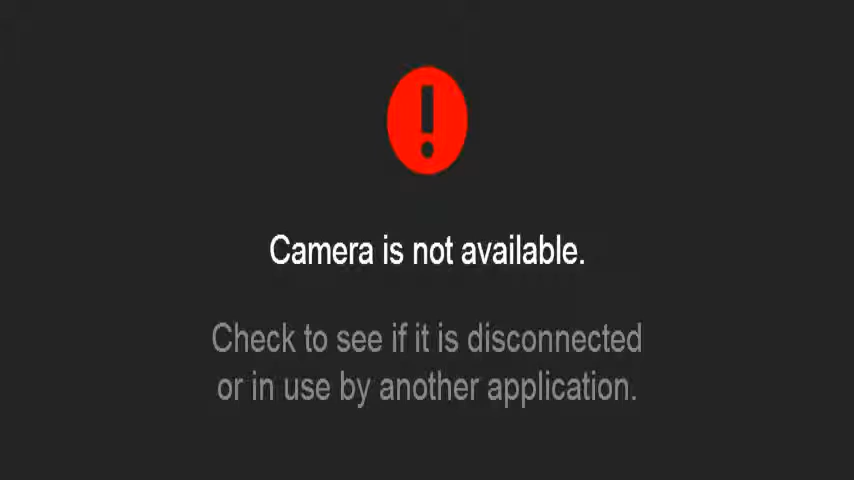 Camera is not available.
Check to see if it is disconnected
or in use by another application.